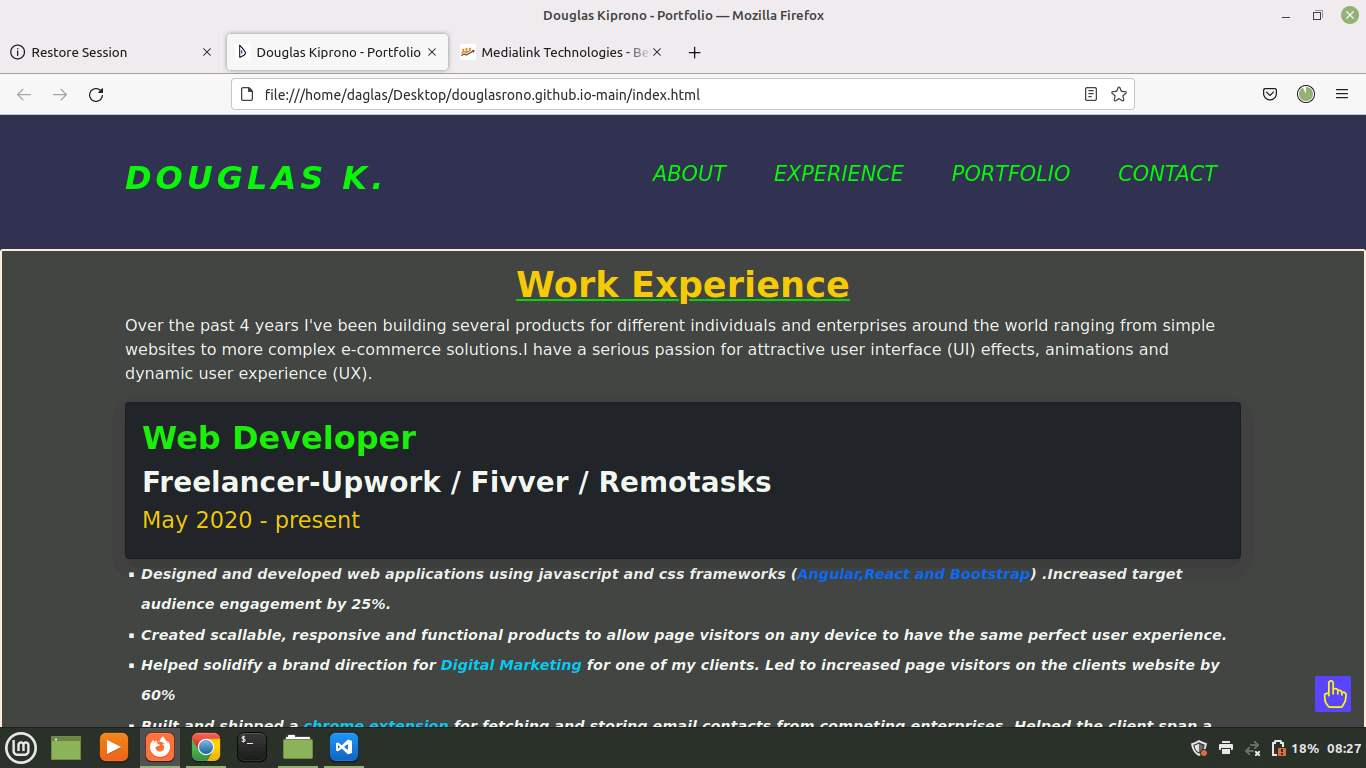 Douglas Kiprono - Portfolio — Mozilla Firefox
Restore Session
Douglas Kiprono - Portfolio
Medialink Technologies - Be
file:///home/daglas/Desktop/douglasrono.github.io-main/index.html
DOUGLAS K.
ABOUT EXPERIENCE PORTFOLIO CONTACT
Work Experience
Over the past 4 years I've been building several products for different individuals and enterprises around the world ranging from simple
websites to more complex e-commerce solutions.I have a serious passion for attractive user interface (UI) effects, animations and
dynamic user experience (UX).
Web Developer
Freelancer-Upwork / Fivver / Remotasks
May 2020 - present
▪ Designed and developed web applications using javascript and css frameworks (Angular,React and Bootstrap) .Increased target
audience engagement by 25%.
▪ Created scallable, responsive and functional products to allow page visitors on any device to have the same perfect user experience.
▪ Helped solidify a brand direction for Digital Marketing for one of my clients. Led to increased page visitors on the clients website by
60%
▪ Built and shipped a chrome extension for fetching and storing email contacts from competing enterprises. Helped the client span a
18% 08:27